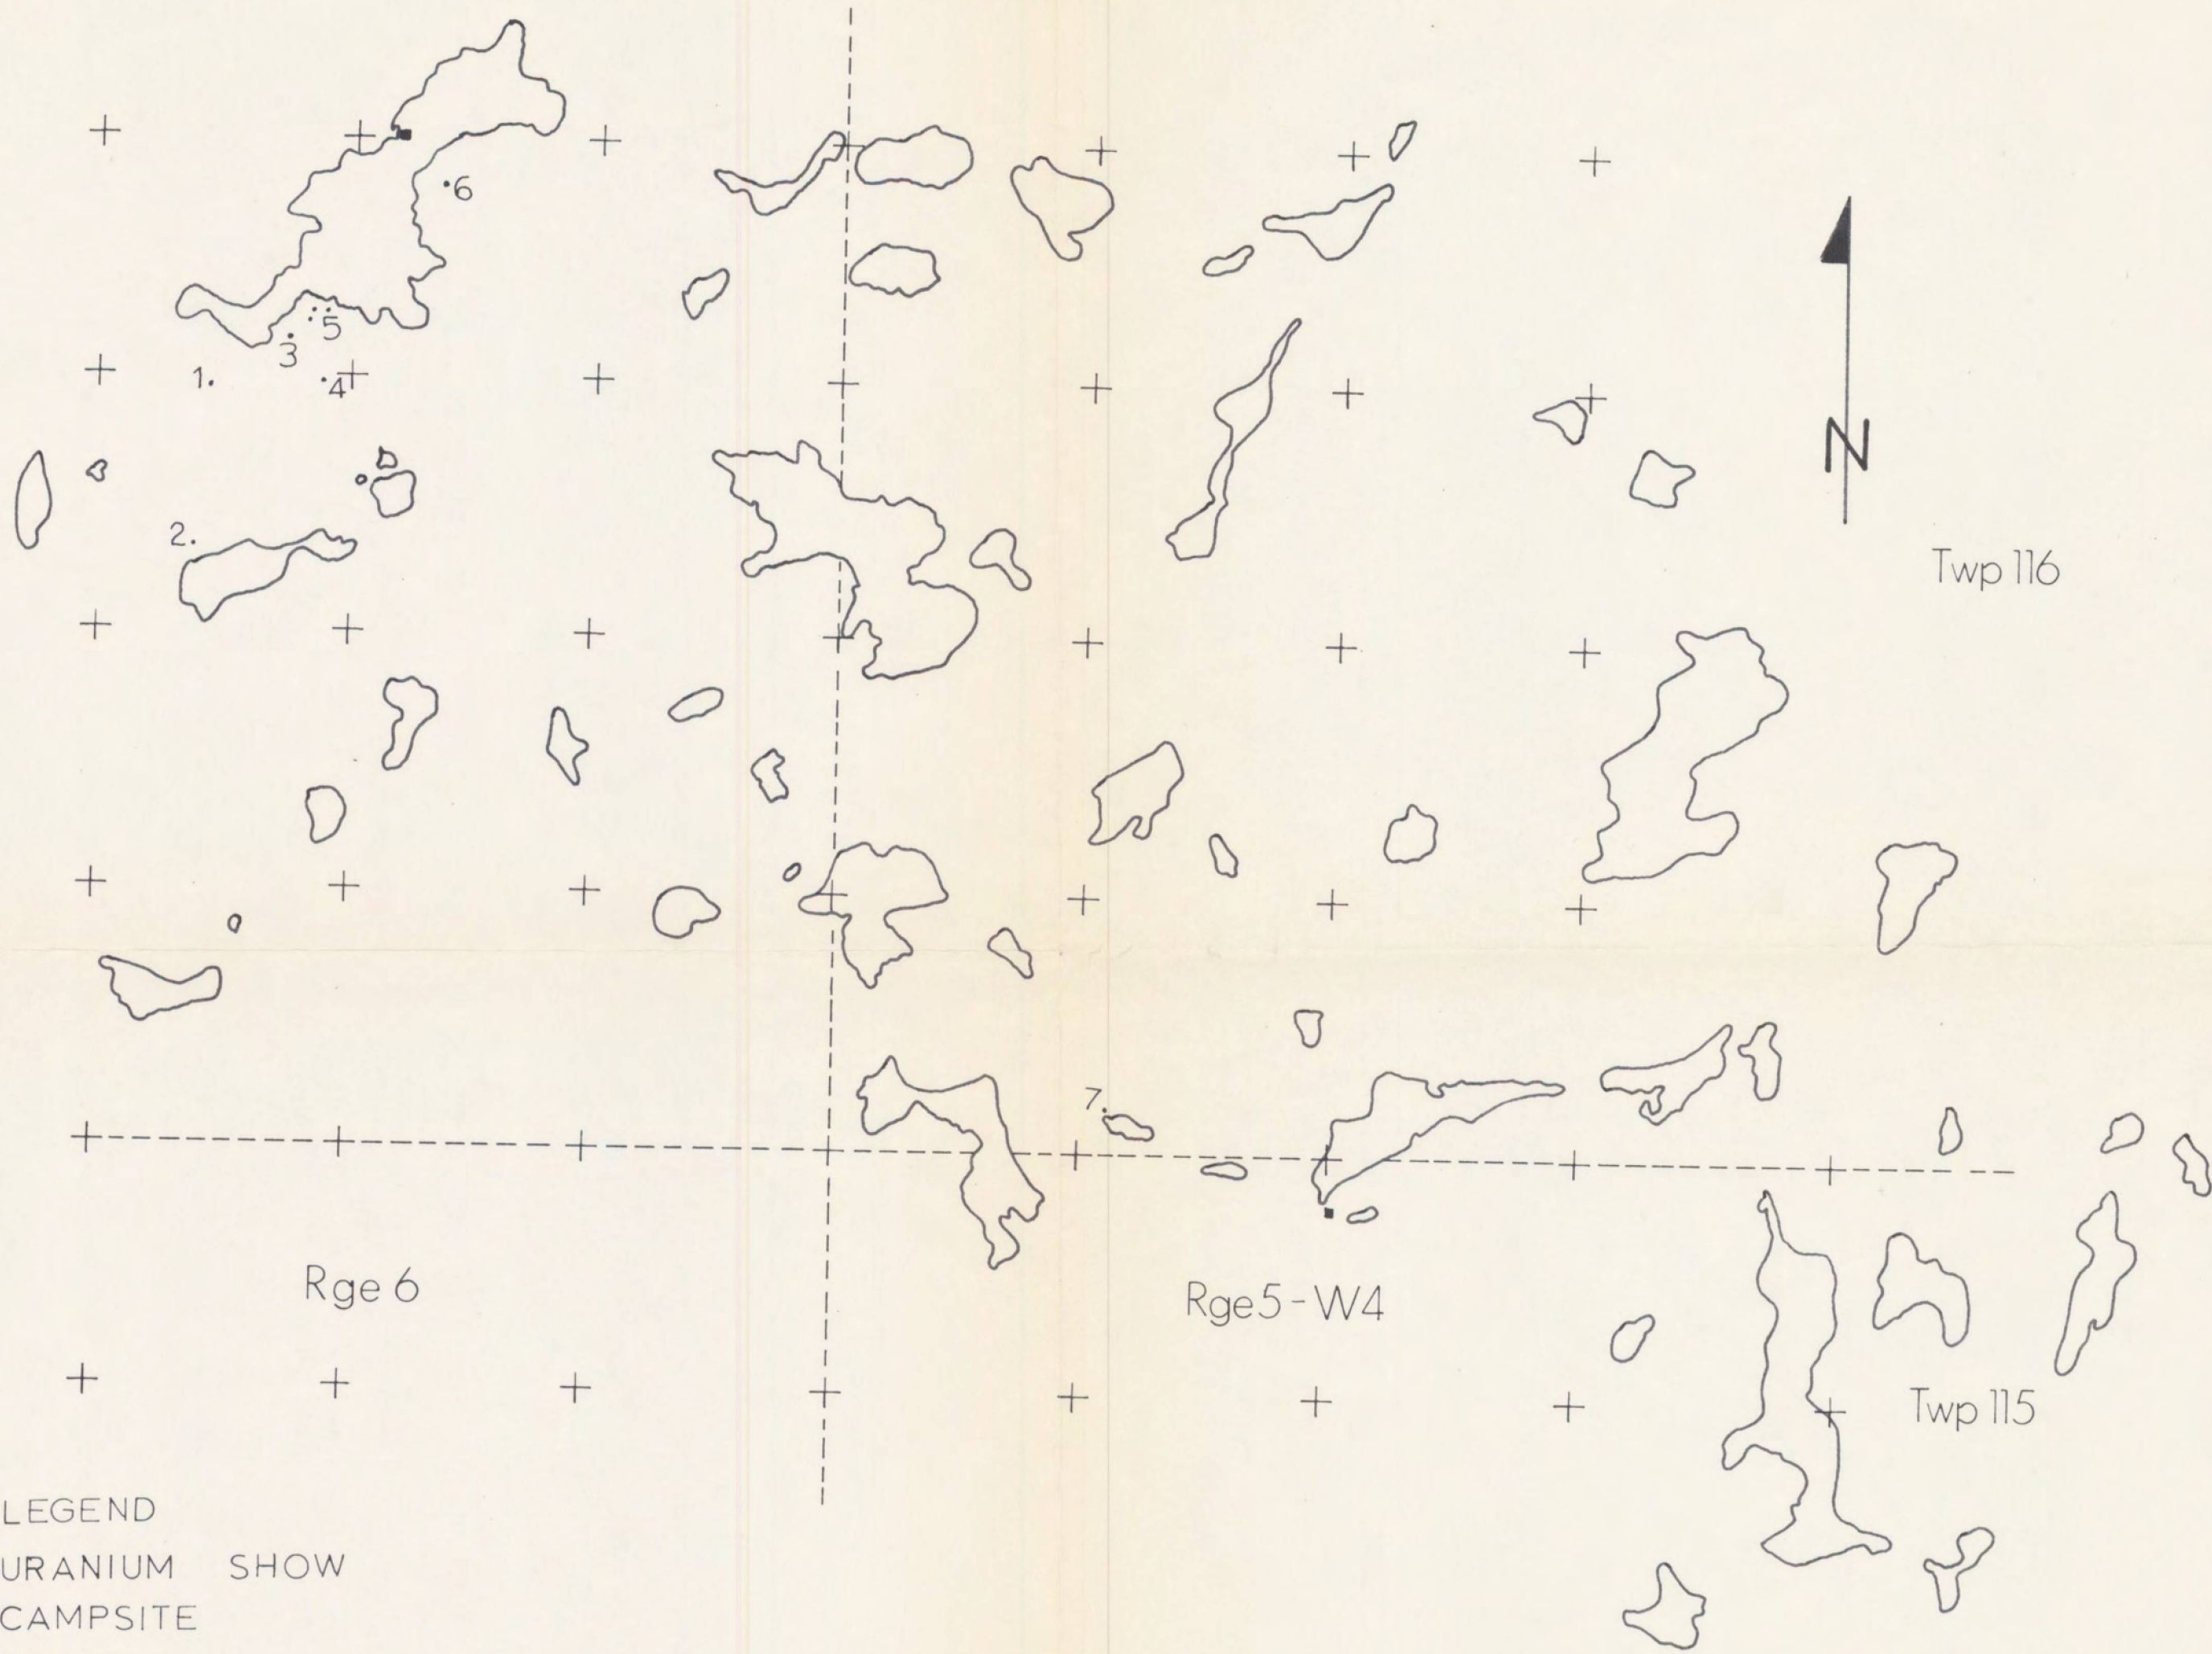 6
5
3
1.
4
2.
N
Twp 116
7.
Rge 6
Rge 5 - W4
Twp 115
LEGEND
URANIUM SHOW
CAMPSITE